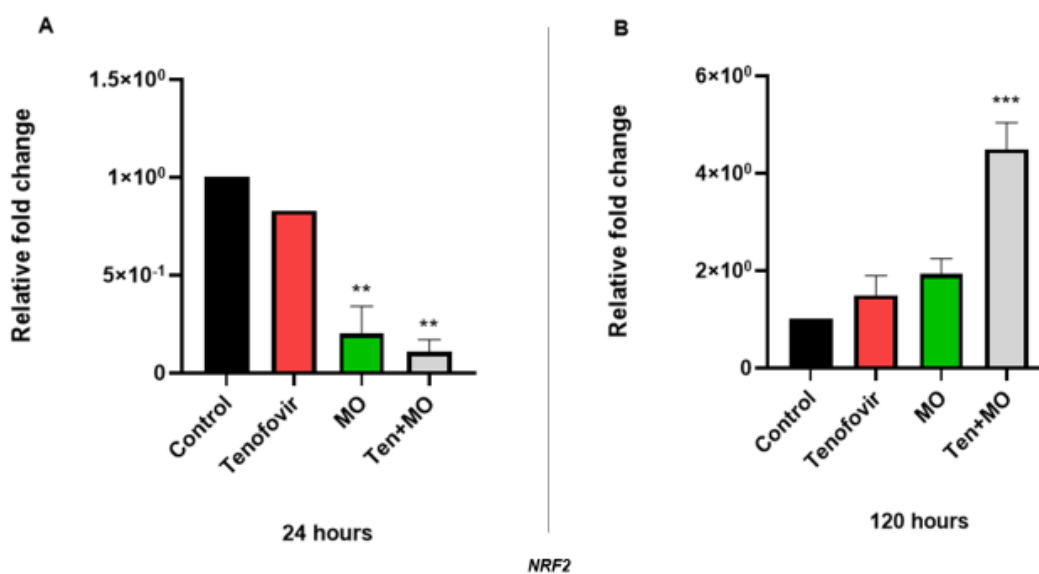 A
Relative fold change
1.5×10⁰
1×10⁰
5×10⁻¹
0
**
**
Control
Tenofovir
MO
Ten+MO
24 hours
B
Relative fold change
6×10⁰
4×10⁰
2×10⁰
0
***
Control
Tenofovir
MO
Ten+MO
120 hours
NRF2